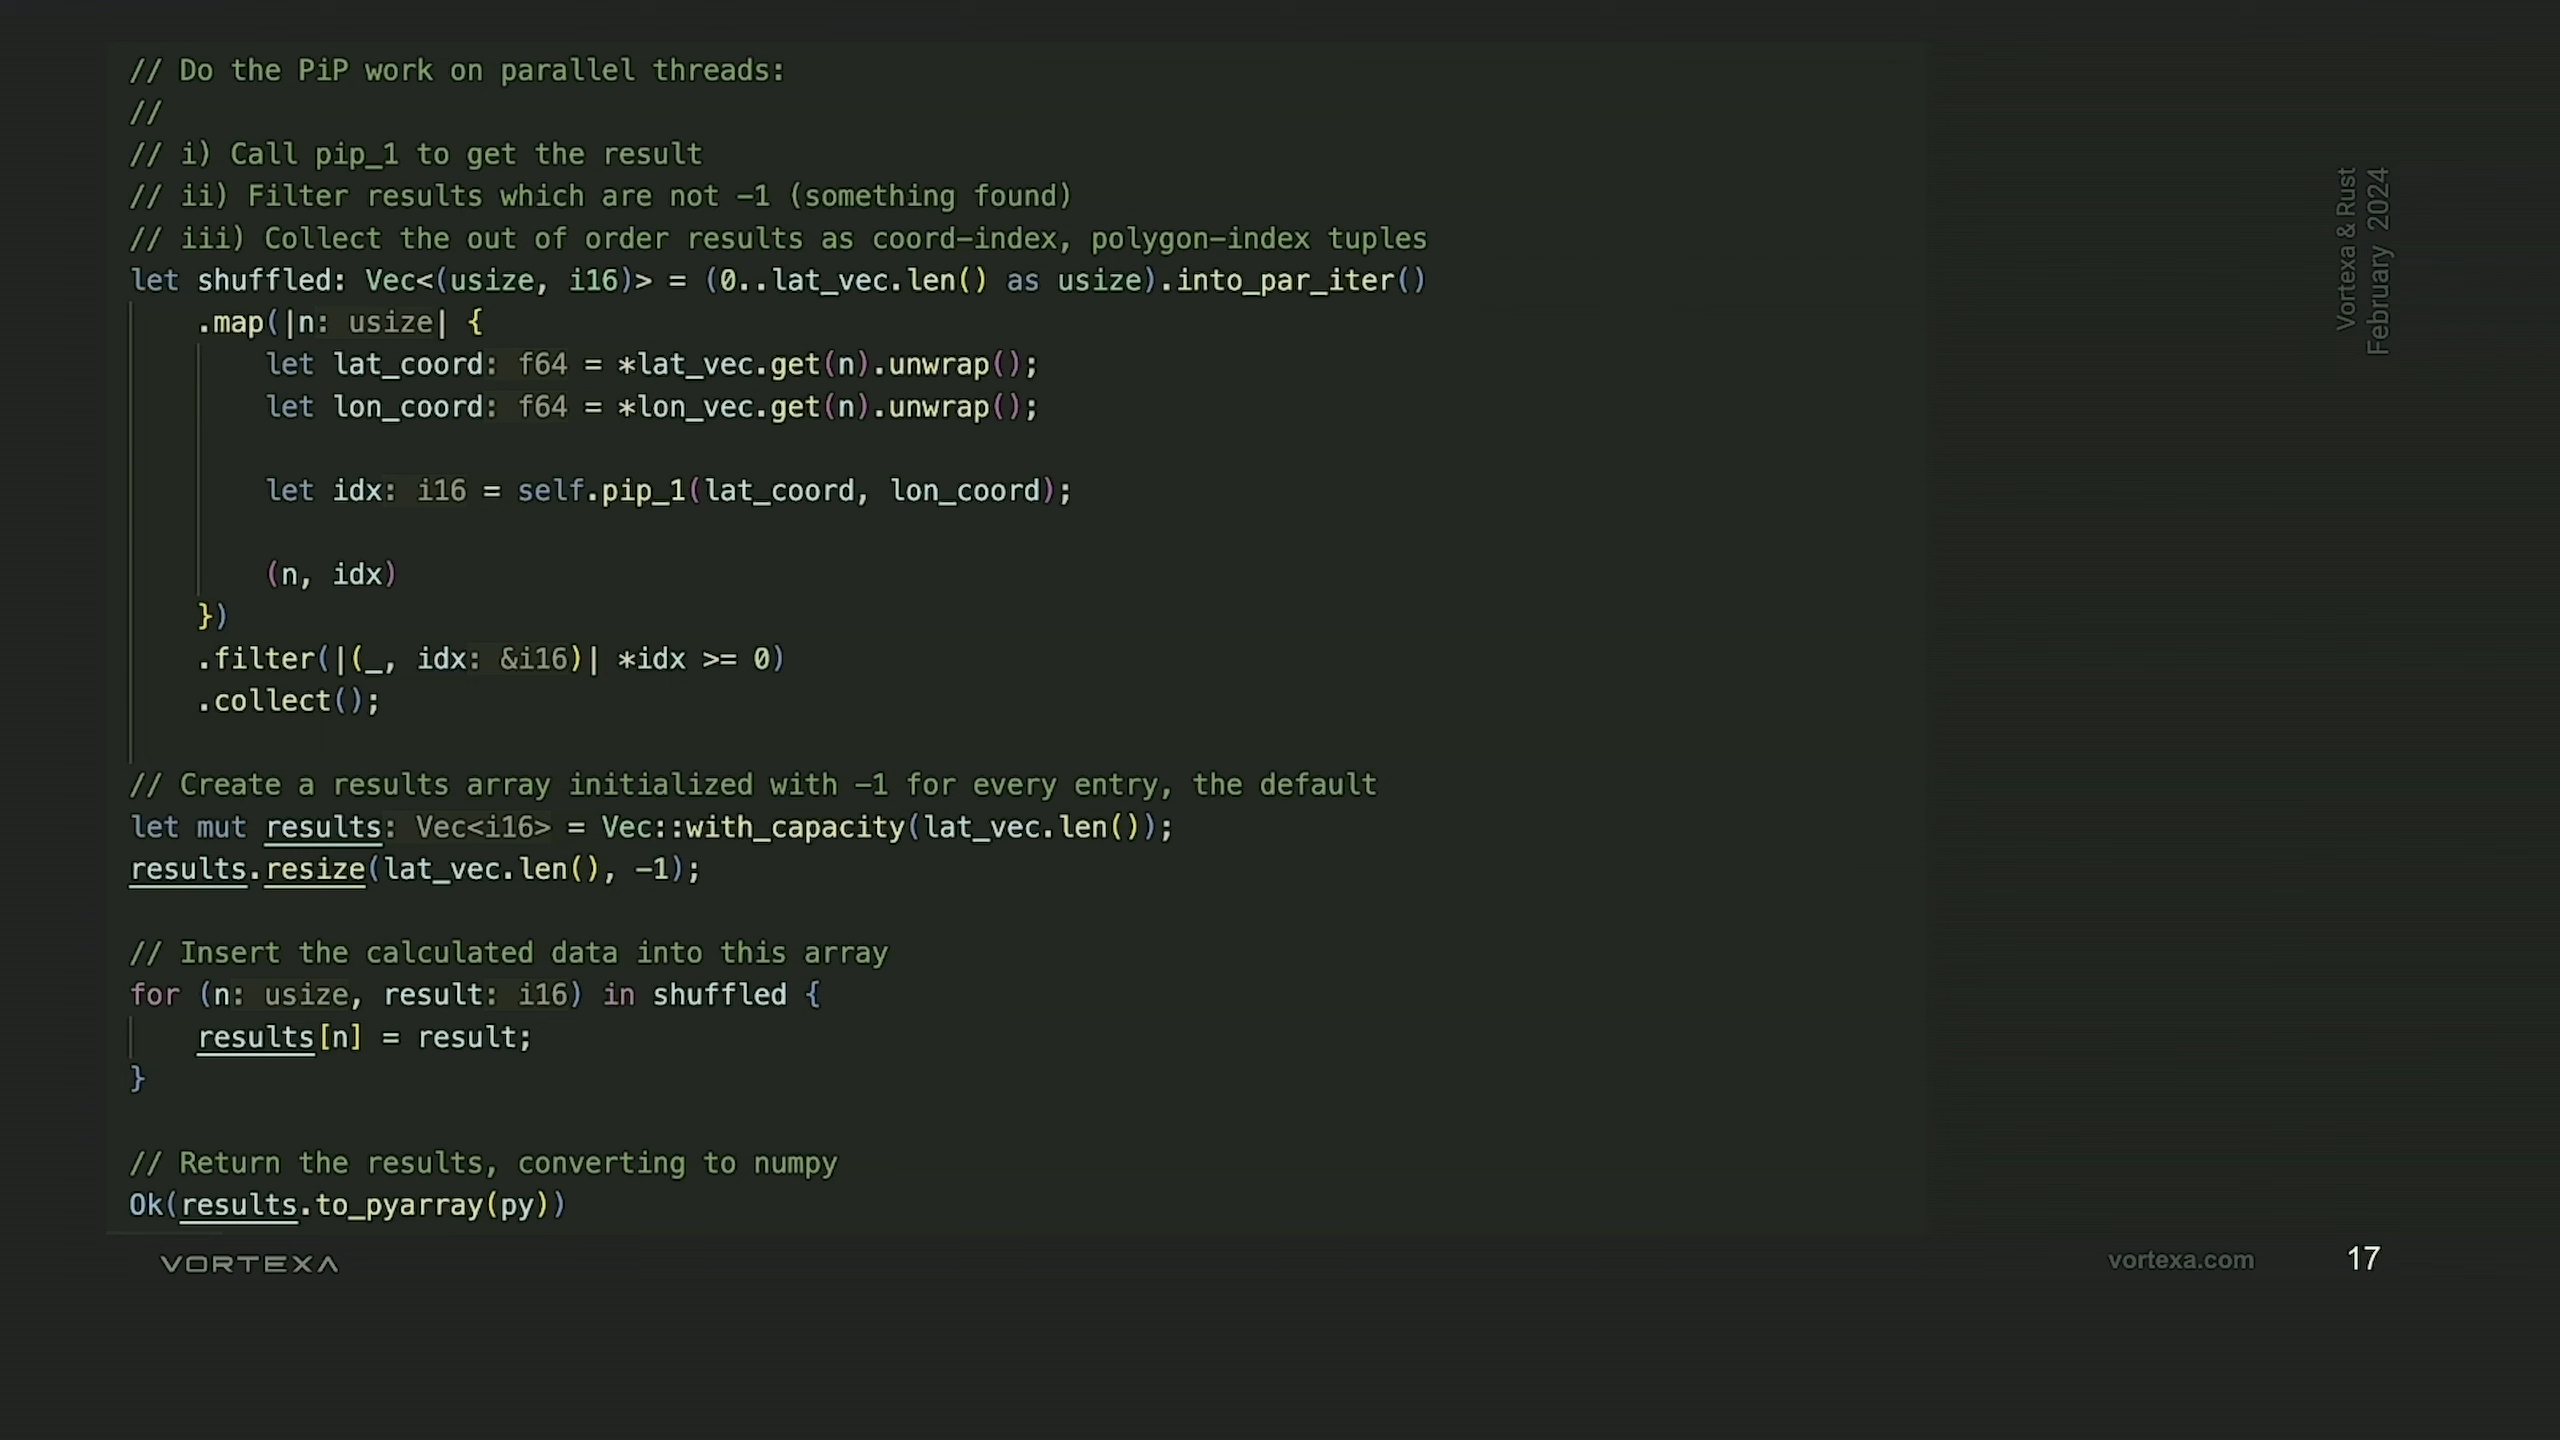 // Do the PiP work on parallel threads:
//
// i) Call pip_1 to get the result
// ii) Filter results which are not -1 (something found)
// iii) Collect the out of order results as coord-index, polygon-index tuples
let shuffled: Vec<(usize, i16)> = (0..lat_vec.len() as usize).into_par_iter()
    .map(|n: usize| {
        let lat_coord: f64 = *lat_vec.get(n).unwrap();
        let lon_coord: f64 = *lon_vec.get(n).unwrap();

        let idx: i16 = self.pip_1(lat_coord, lon_coord);

        (n, idx)
    })
    .filter(|(_, idx: &i16)| *idx >= 0)
    .collect();

// Create a results array initialized with -1 for every entry, the default
let mut results: Vec<i16> = Vec::with_capacity(lat_vec.len());
results.resize(lat_vec.len(), -1);

// Insert the calculated data into this array
for (n: usize, result: i16) in shuffled {
    results[n] = result;
}

// Return the results, converting to numpy
Ok(results.to_pyarray(py))
Vortexa & Rust
February 2024
VORTEXA
vortexa.com
17